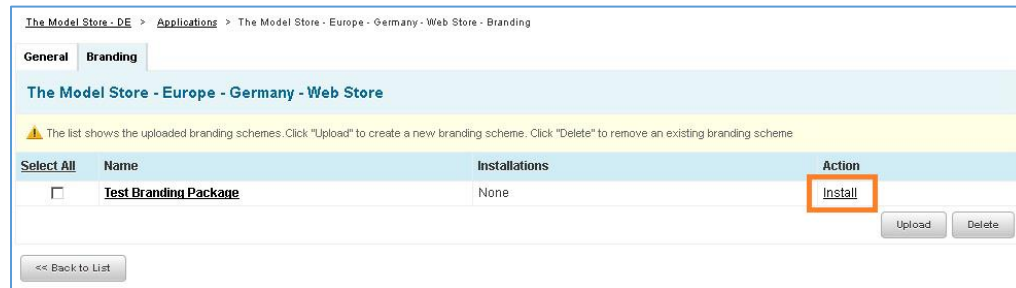 The Model Store - DE > Applications > The Model Store - Europe - Germany - Web Store - Branding
General Branding
The Model Store - Europe - Germany - Web Store
The list shows the uploaded branding schemes.Click "Upload" to create a new branding scheme. Click "Delete" to remove an existing branding scheme
Select All Name Installations Action
Test Branding Package None Install
Upload Delete
<< Back to List